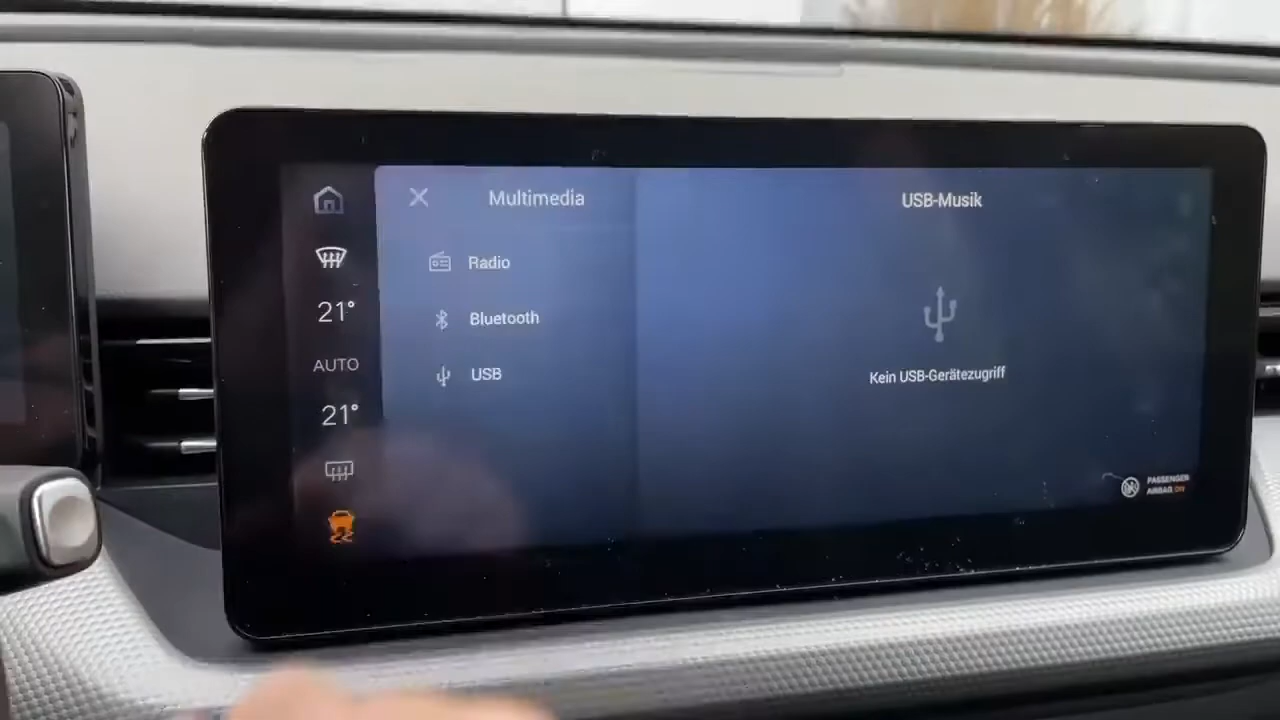 Multimedia
USB-Musik
Radio
21°
Bluetooth
AUTO
USB
Kein USB-Gerätezugriff
21°
PASSENGER
AIRBAG ON